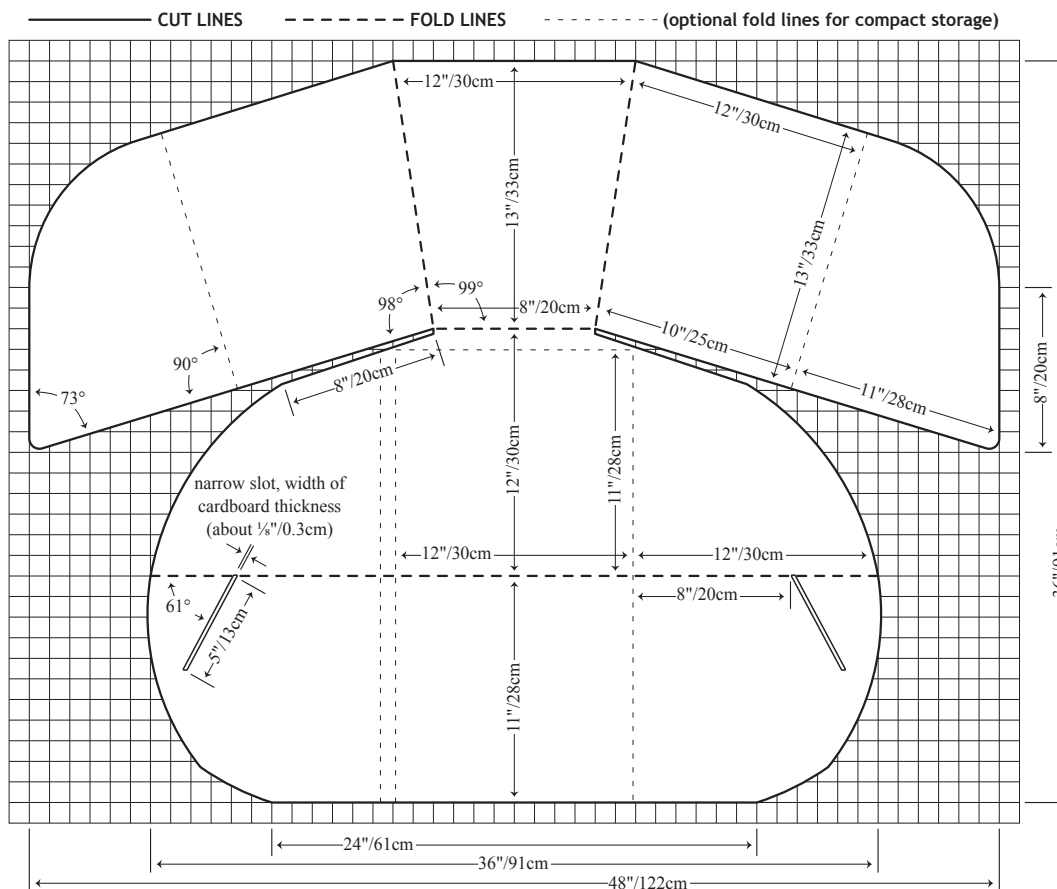 CUT LINES
FOLD LINES
(optional fold lines for compact storage)
12"/30cm
12"/30cm
13"/33cm
13"/33cm
98°
99°
8"/20cm
90°
10"/25cm
8"/20cm
73°
11"/28cm
8"/20cm
12"/30cm
11"/28cm
narrow slot, width of
cardboard thickness
(about ⅛"/0.3cm)
12"/30cm
12"/30cm
61°
8"/20cm
5"/13cm
11"/28cm
36"/91cm
24"/61cm
36"/91cm
48"/122cm